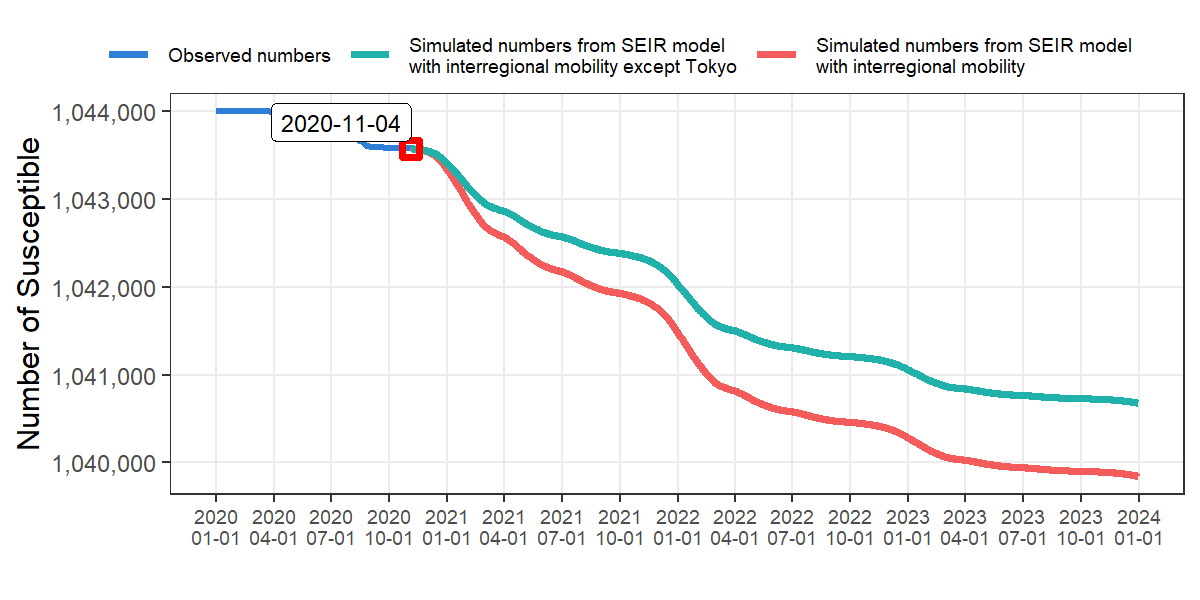 Observed numbers
Simulated numbers from SEIR model
with interregional mobility except Tokyo
Simulated numbers from SEIR model
with interregional mobility
Number of Susceptible
1,044,000
1,043,000
1,042,000
1,041,000
1,040,000
2020-11-04
2020 2020 2020 2020 2021 2021 2021 2021 2022 2022 2022 2022 2023 2023 2023 2023 2024
01-01 04-01 07-01 10-01 01-01 04-01 07-01 10-01 01-01 04-01 07-01 10-01 01-01 04-01 07-01 10-01 01-01